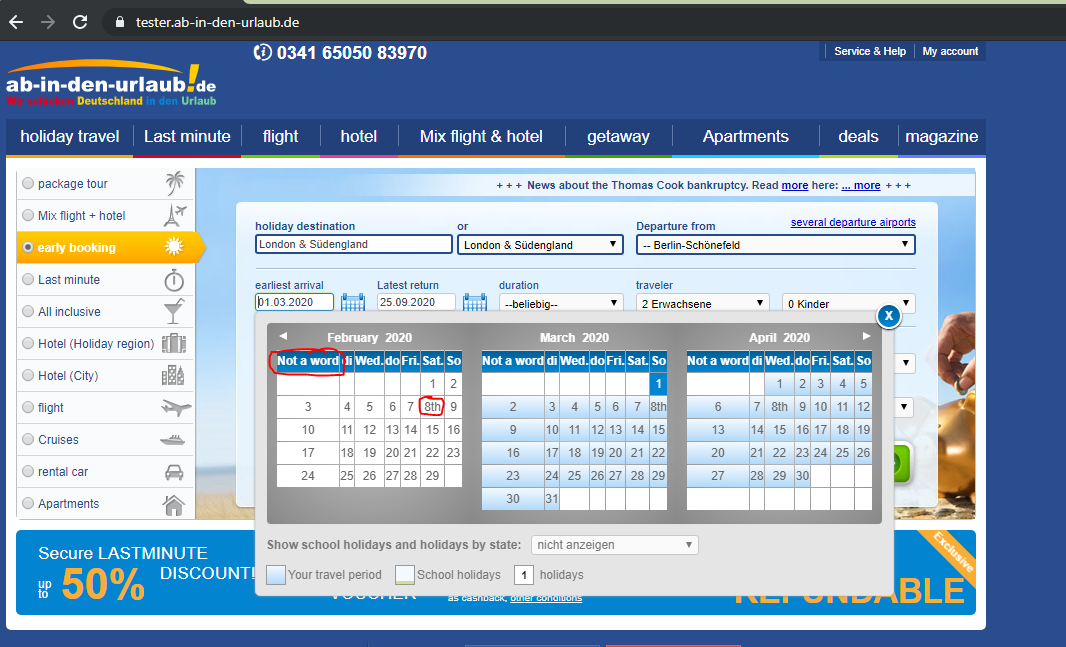 tester.ab-in-den-urlaub.de
0341 65050 83970
Service & Help My account
ab-in-den-urlaub!.de
Wir schicken Deutschland in den Urlaub
holiday travel Last minute flight hotel Mix flight & hotel getaway Apartments deals magazine
package tour
Mix flight + hotel
early booking
Last minute
All inclusive
Hotel (Holiday region)
Hotel (City)
flight
Cruises
rental car
Apartments
+ + + News about the Thomas Cook bankruptcy. Read more here: ... more + + +
holiday destination or Departure from several departure airports
London & Südengland London & Südengland -- Berlin-Schönefeld
earliest arrival Latest return duration traveler
01.03.2020 25.09.2020 --beliebig-- 2 Erwachsene 0 Kinder
X
February 2020
Not a word di Wed. do Fri. Sat. So
1 2
3 4 5 6 7 8th 9
10 11 12 13 14 15 16
17 18 19 20 21 22 23
24 25 26 27 28 29
March 2020
Not a word di Wed. do Fri. Sat. So
1
2 3 4 5 6 7 8th
9 10 11 12 13 14 15
16 17 18 19 20 21 22
23 24 25 26 27 28 29
30 31
April 2020
Not a word di Wed. do Fri. Sat. So
1 2 3 4 5
6 7 8th 9 10 11 12
13 14 15 16 17 18 19
20 21 22 23 24 25 26
27 28 29 30
Show school holidays and holidays by state: nicht anzeigen
Your travel period School holidays 1 holidays
Secure LASTMINUTE
up to 50% DISCOUNT!
VOUCHER
as cashback, other conditions
Exclusive
REFUNDABLE